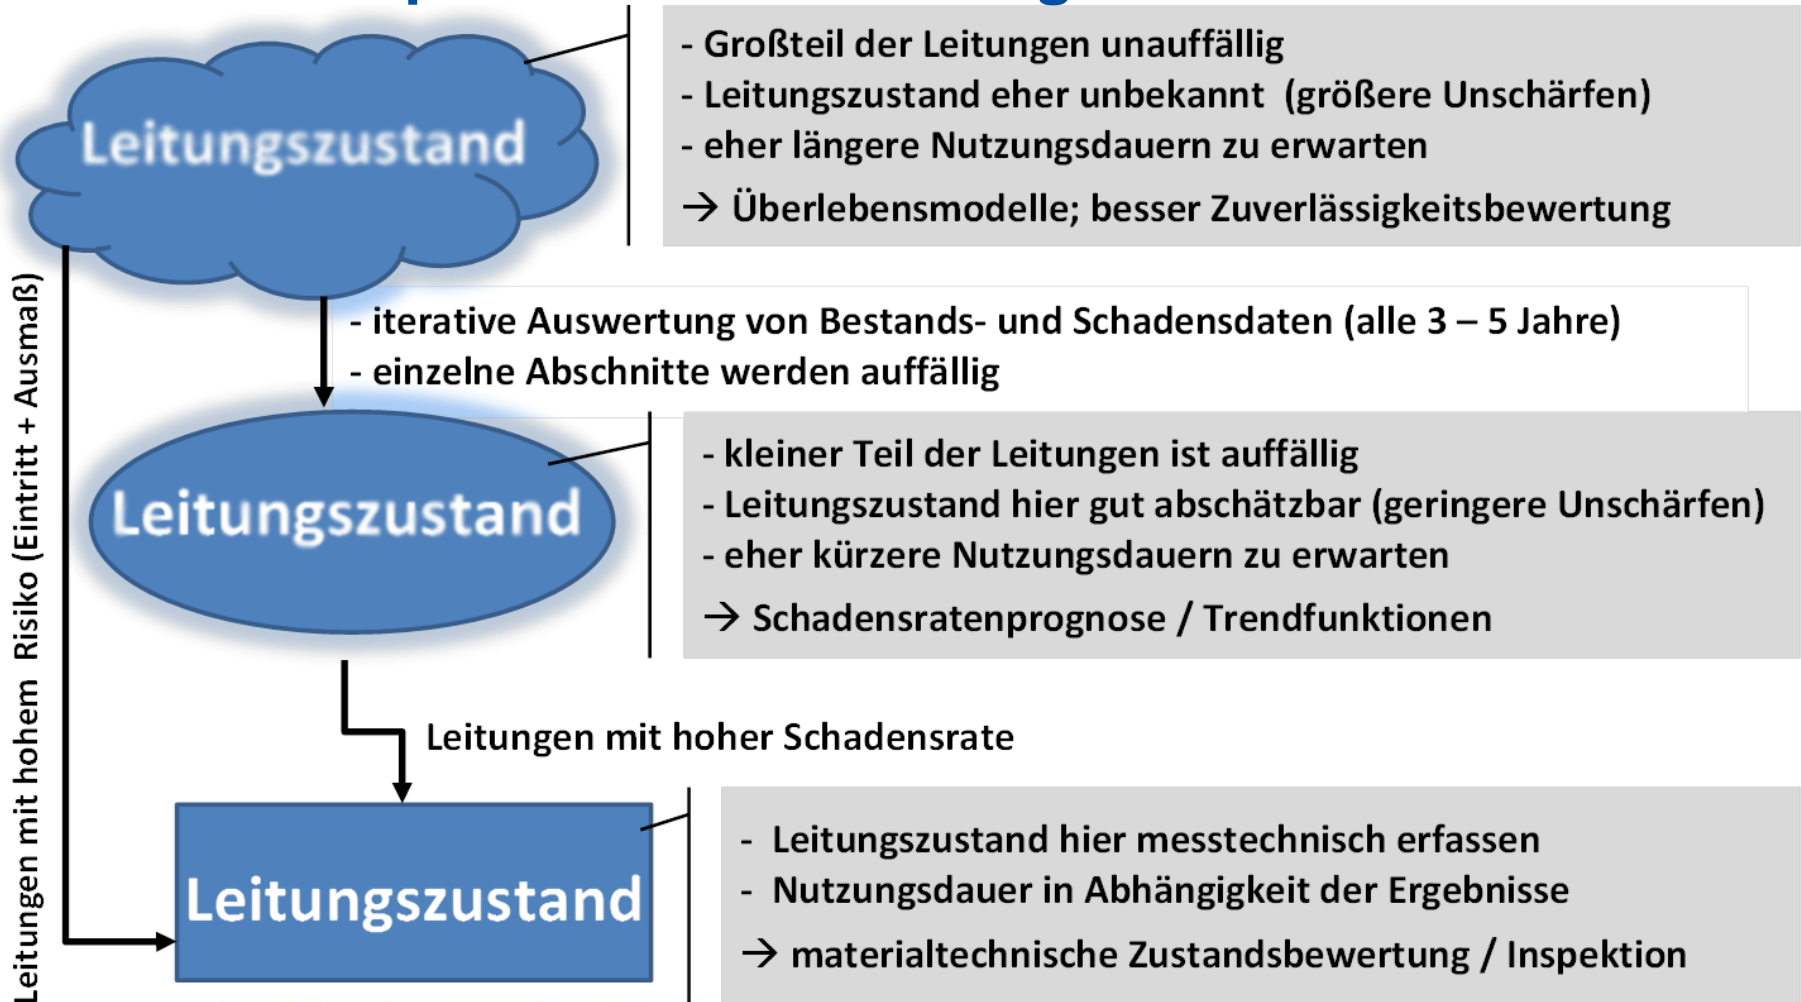 - Großteil der Leitungen unauffällig
- Leitungszustand eher unbekannt (größere Unschärfen)
- eher längere Nutzungsdauern zu erwarten
→ Überlebensmodelle; besser Zuverlässigkeitsbewertung
Leitungszustand
- iterative Auswertung von Bestands- und Schadensdaten (alle 3 – 5 Jahre)
- einzelne Abschnitte werden auffällig
Leitungen mit hohem Risiko (Eintritt + Ausmaß)
- kleiner Teil der Leitungen ist auffällig
- Leitungszustand hier gut abschätzbar (geringere Unschärfen)
- eher kürzere Nutzungsdauern zu erwarten
→ Schadensratenprognose / Trendfunktionen
Leitungszustand
Leitungen mit hoher Schadensrate
- Leitungszustand hier messtechnisch erfassen
- Nutzungsdauer in Abhängigkeit der Ergebnisse
→ materialtechnische Zustandsbewertung / Inspektion
Leitungszustand